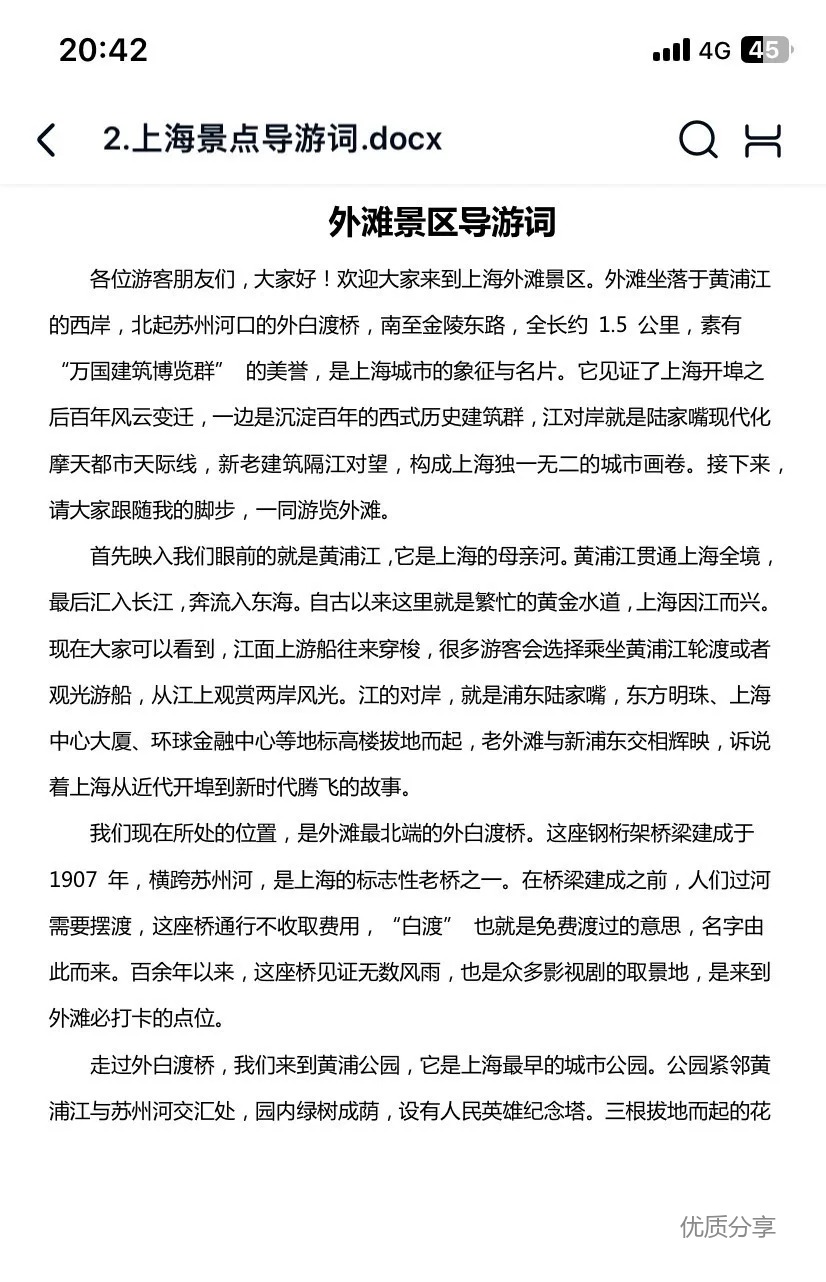 20:42
4G 45
2.上海景点导游词.docx
外滩景区导游词
各位游客朋友们，大家好！欢迎大家来到上海外滩景区。外滩坐落于黄浦江
的西岸，北起苏州河口的外白渡桥，南至金陵东路，全长约 1.5 公里，素有
“万国建筑博览群” 的美誉，是上海城市的象征与名片。它见证了上海开埠之
后百年风云变迁，一边是沉淀百年的西式历史建筑群，江对岸就是陆家嘴现代化
摩天都市天际线，新老建筑隔江对望，构成上海独一无二的城市画卷。接下来，
请大家跟随我的脚步，一同游览外滩。
首先映入我们眼前的就是黄浦江，它是上海的母亲河。黄浦江贯通上海全境，
最后汇入长江，奔流入东海。自古以来这里就是繁忙的黄金水道，上海因江而兴。
现在大家可以看到，江面上游船往来穿梭，很多游客会选择乘坐黄浦江轮渡或者
观光游船，从江上观赏两岸风光。江的对岸，就是浦东陆家嘴，东方明珠、上海
中心大厦、环球金融中心等地标高楼拔地而起，老外滩与新浦东交相辉映，诉说
着上海从近代开埠到新时代腾飞的故事。
我们现在所处的位置，是外滩最北端的外白渡桥。这座钢桁架桥梁建成于
1907 年，横跨苏州河，是上海的标志性老桥之一。在桥梁建成之前，人们过河
需要摆渡，这座桥通行不收取费用，“白渡” 也就是免费渡过的意思，名字由
此而来。百余年以来，这座桥见证无数风雨，也是众多影视剧的取景地，是来到
外滩必打卡的点位。
走过外白渡桥，我们来到黄浦公园，它是上海最早的城市公园。公园紧邻黄
浦江与苏州河交汇处，园内绿树成荫，设有人民英雄纪念塔。三根拔地而起的花
优质分享